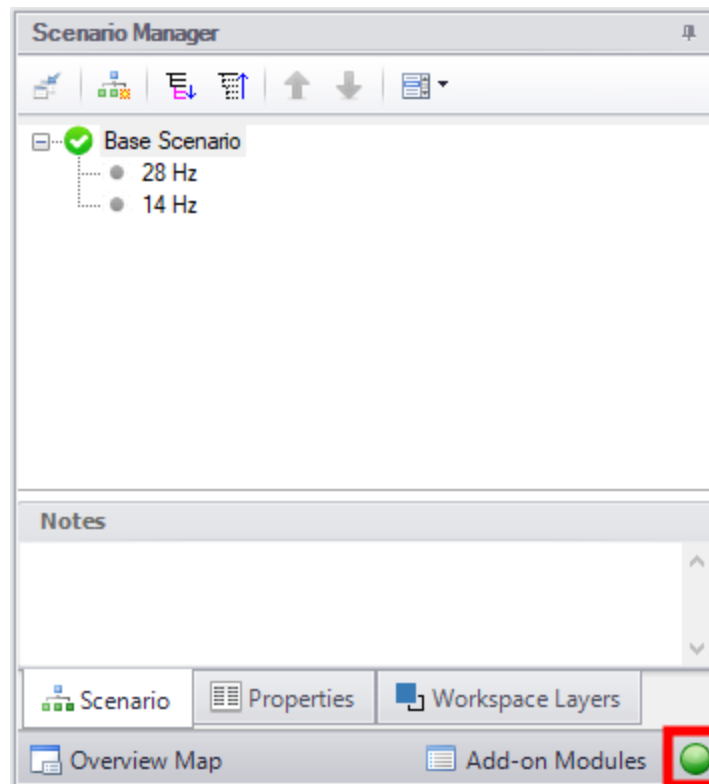 Scenario Manager
Base Scenario
28 Hz
14 Hz
Notes
Scenario Properties Workspace Layers
Overview Map Add-on Modules